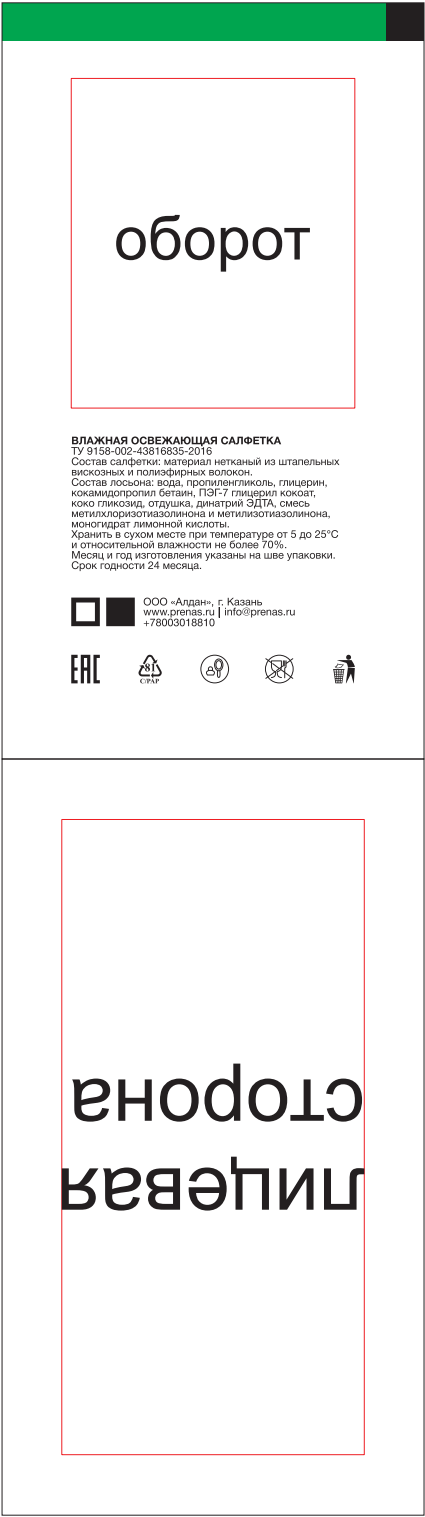 оборот
ВЛАЖНАЯ ОСВЕЖАЮЩАЯ САЛФЕТКА
ТУ 9158-002-43816835-2016
Состав салфетки: материал нетканый из штапельных
вискозных и полиэфирных волокон.
Состав лосьона: вода, пропиленгликоль, глицерин,
кокамидопропил бетаин, ПЭГ-7 глицерил кокоат,
коко гликозид, отдушка, динатрий ЭДТА, смесь
метилхлоризотиазолинона и метилизотиазолинона,
моногидрат лимонной кислоты.
Хранить в сухом месте при температуре от 5 до 25°С
и относительной влажности не более 70%.
Месяц и год изготовления указаны на шве упаковки.
Срок годности 24 месяца.
ООО «Алдан», г. Казань
www.prenas.ru | info@prenas.ru
+78003018810
EAC
81
C/PAP
лицевая
сторона